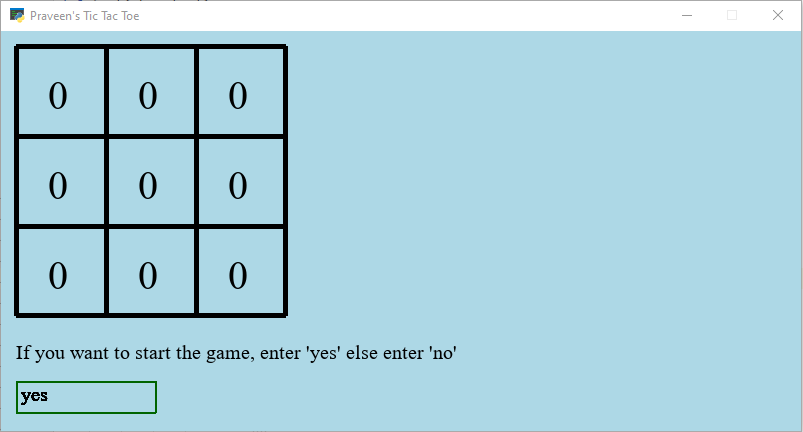 Praveen's Tic Tac Toe
0 0 0
0 0 0
0 0 0
If you want to start the game, enter 'yes' else enter 'no'
yes